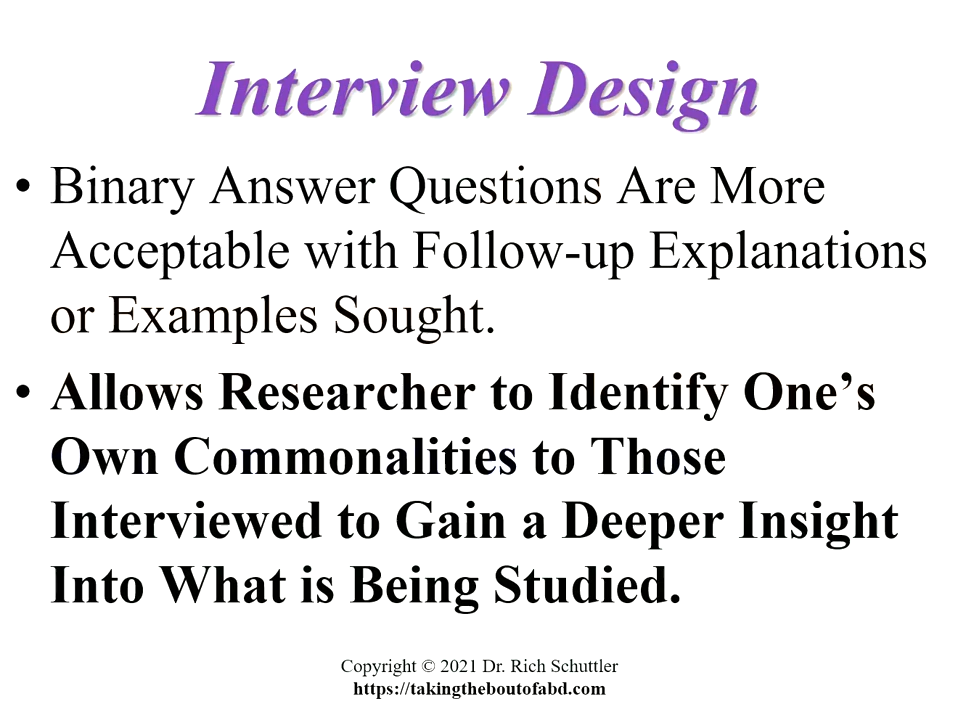 Interview Design
• Binary Answer Questions Are More
Acceptable with Follow-up Explanations
or Examples Sought.
• Allows Researcher to Identify One’s
Own Commonalities to Those
Interviewed to Gain a Deeper Insight
Into What is Being Studied.
Copyright © 2021 Dr. Rich Schuttler
https://takingtheboutofabd.com